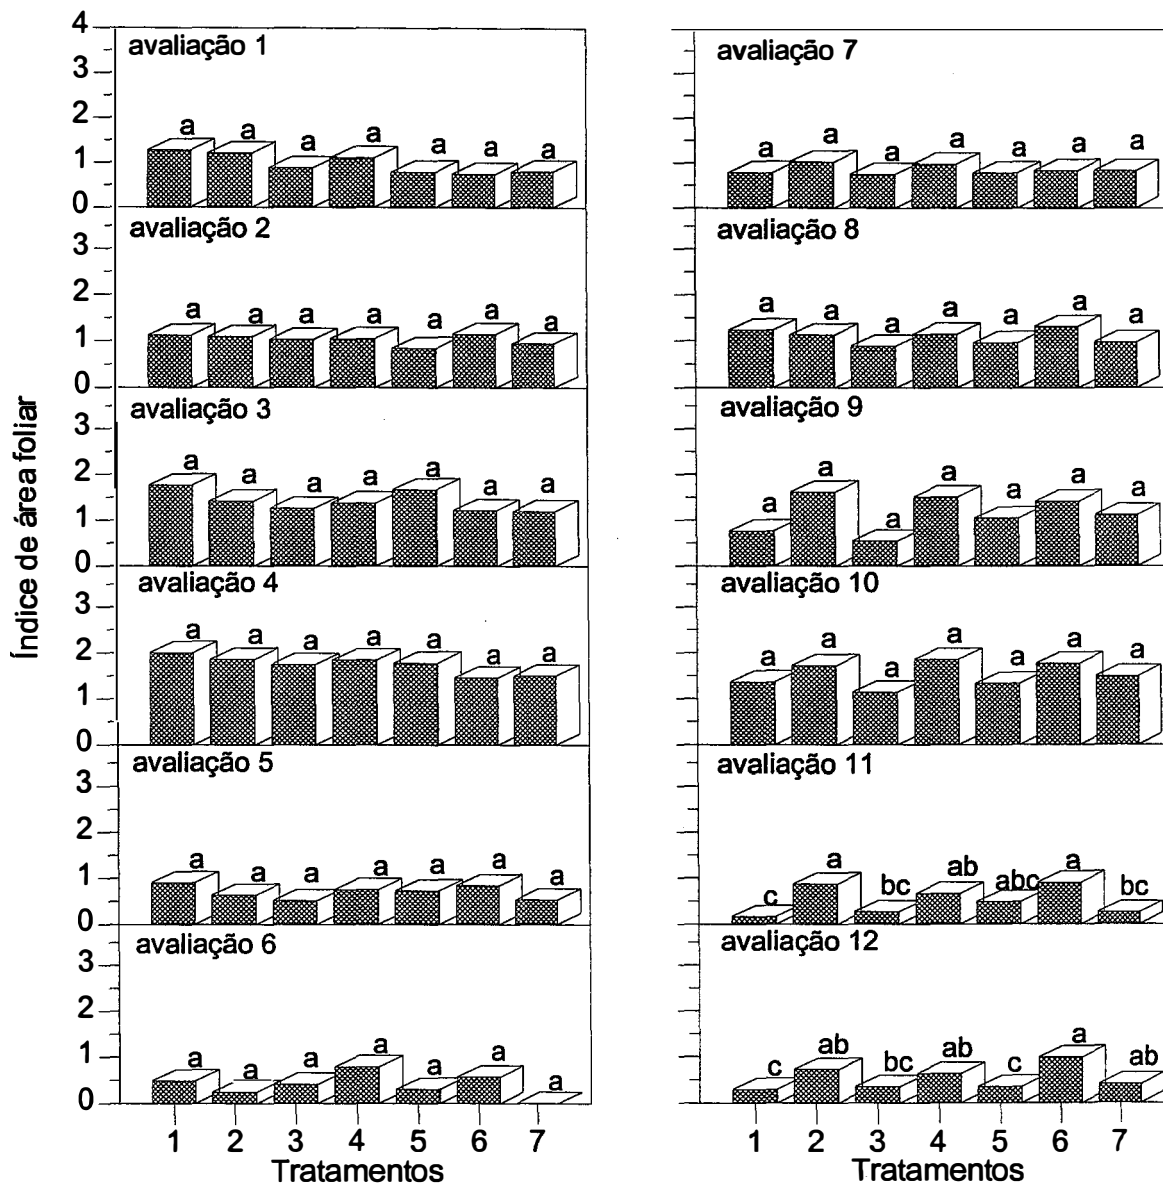 Índice de área foliar
4
avaliação 1
3
2
1
0
a a a a a a a
avaliação 2
3
2
1
0
a a a a a a a
avaliação 3
3
2
1
0
a a a a a a a
avaliação 4
3
2
1
0
a a a a a a a
avaliação 5
3
2
1
0
a a a a a a a
avaliação 6
3
2
1
0
a a a a a a a
1 2 3 4 5 6 7
Tratamentos
avaliação 7
a a a a a a a
avaliação 8
a a a a a a a
avaliação 9
a a a a a a a
avaliação 10
a a a a a a a
avaliação 11
c a bc ab abc a bc
avaliação 12
c ab bc ab c a ab
1 2 3 4 5 6 7
Tratamentos